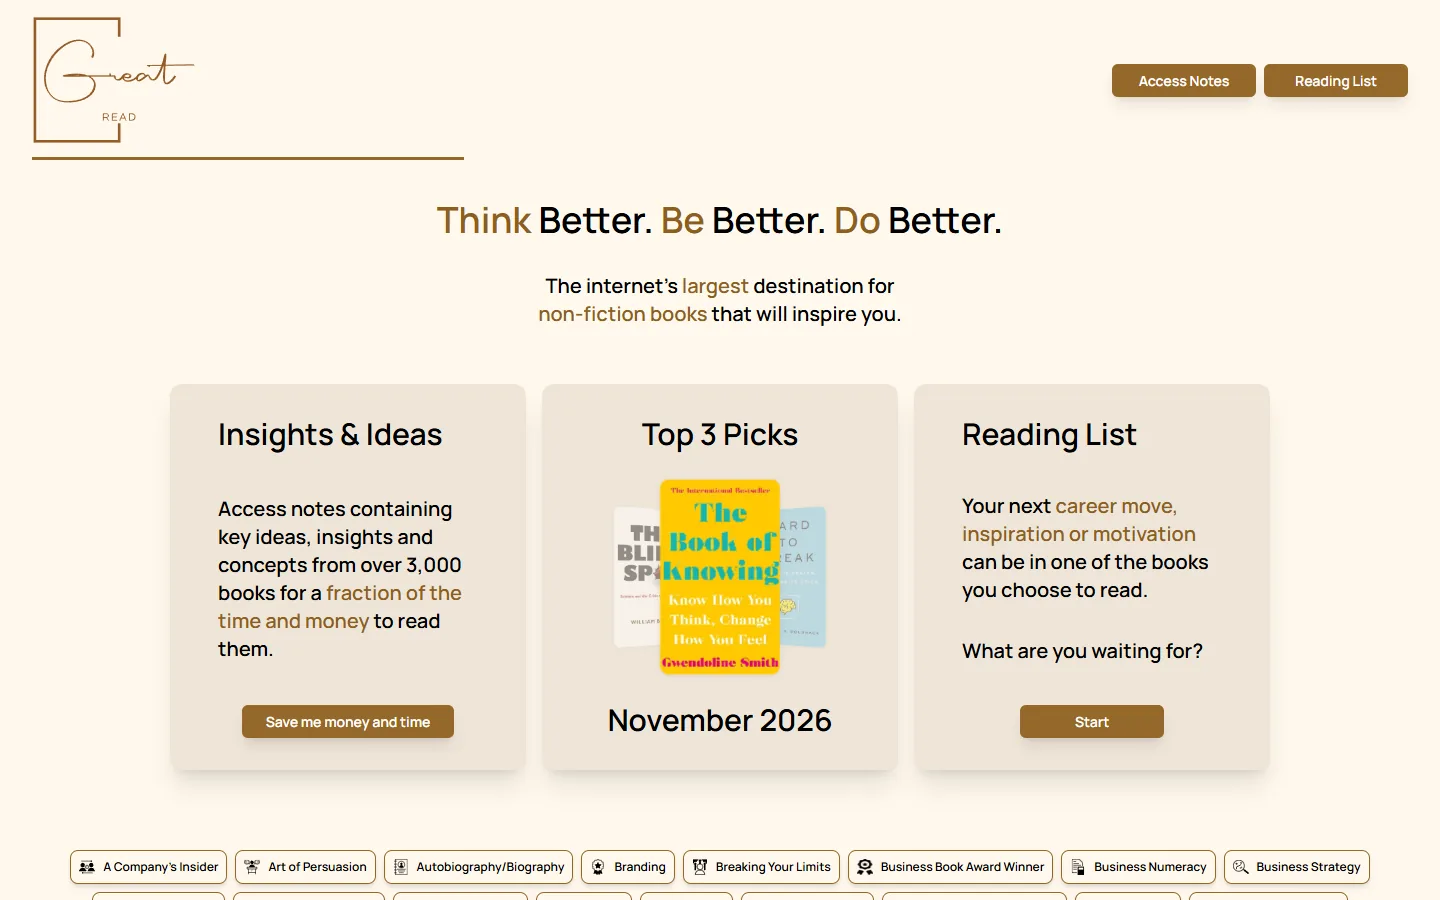 Great
READ
Access Notes
Reading List
Think Better. Be Better. Do Better.
The internet's largest destination for
non-fiction books that will inspire you.
Insights & Ideas
Access notes containing
key ideas, insights and
concepts from over 3,000
books for a fraction of the
time and money to read
them.
Save me money and time
Top 3 Picks
The International Bestseller
The
Book of
Knowing
Know How You
Think, Change
How You Feel
Gwendoline Smith
November 2026
Reading List
Your next career move,
inspiration or motivation
can be in one of the books
you choose to read.
What are you waiting for?
Start
A Company's Insider
Art of Persuasion
Autobiography/Biography
Branding
Breaking Your Limits
Business Book Award Winner
Business Numeracy
Business Strategy